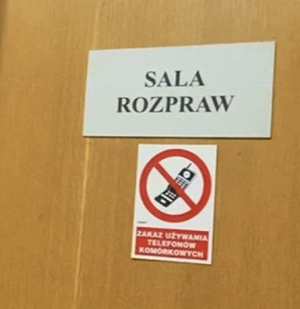 SALA
ROZPRAW
ZAKAZ UŻYWANIA
TELEFONÓW
KOMÓRKOWYCH